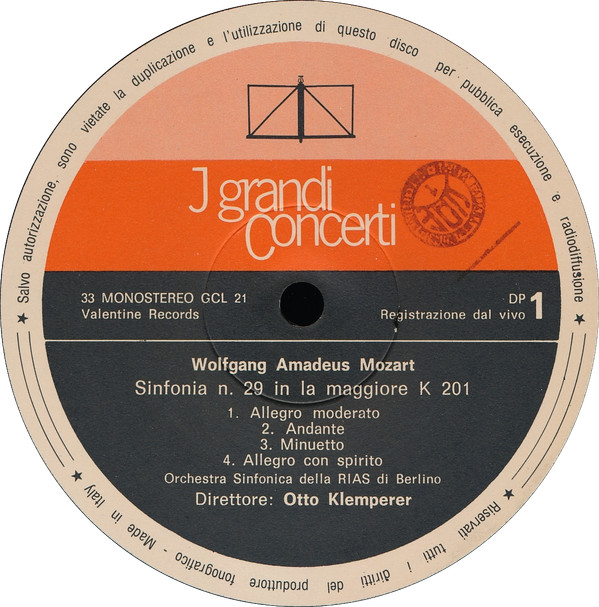 ★ Salvo autorizzazione, sono vietate la duplicazione e l'utilizzazione di questo disco per pubblica esecuzione e radiodiffusione ★
J grandi
concerti
33 MONOSTEREO GCL 21
Valentine Records
DP 1
Registrazione dal vivo
Wolfgang Amadeus Mozart
Sinfonia n. 29 in la maggiore K 201
1. Allegro moderato
2. Andante
3. Minuetto
4. Allegro con spirito
Orchestra Sinfonica della RIAS di Berlino
Direttore: Otto Klemperer
★ Riservati tutti i diritti del produttore fonografico - Made in Italy ★